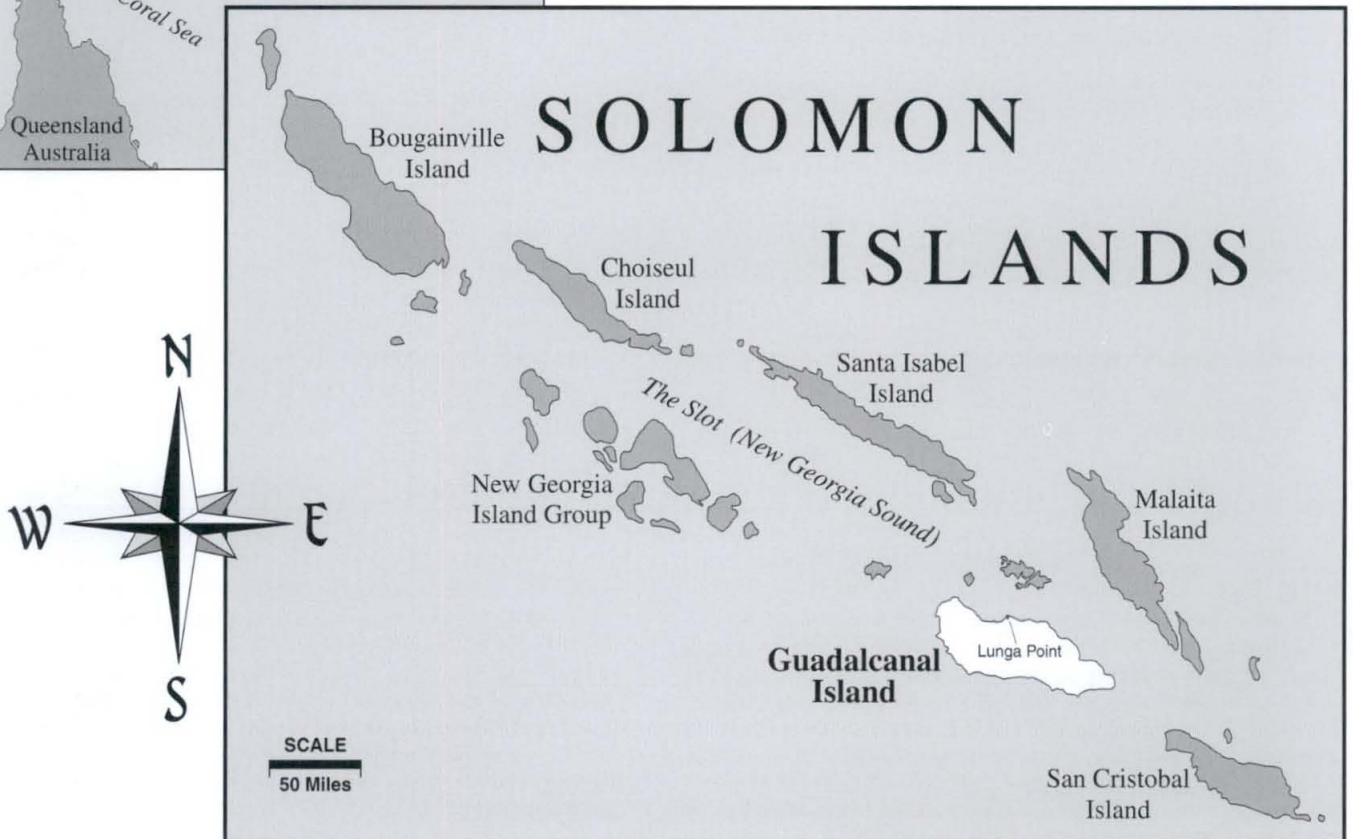 Coral Sea
Queensland
Australia
SOLOMON
ISLANDS
Bougainville
Island
Choiseul
Island
Santa Isabel
Island
The Slot (New Georgia Sound)
New Georgia
Island Group
Malaita
Island
Guadalcanal
Island
Lunga Point
San Cristobal
Island
N
W
E
S
SCALE
50 Miles